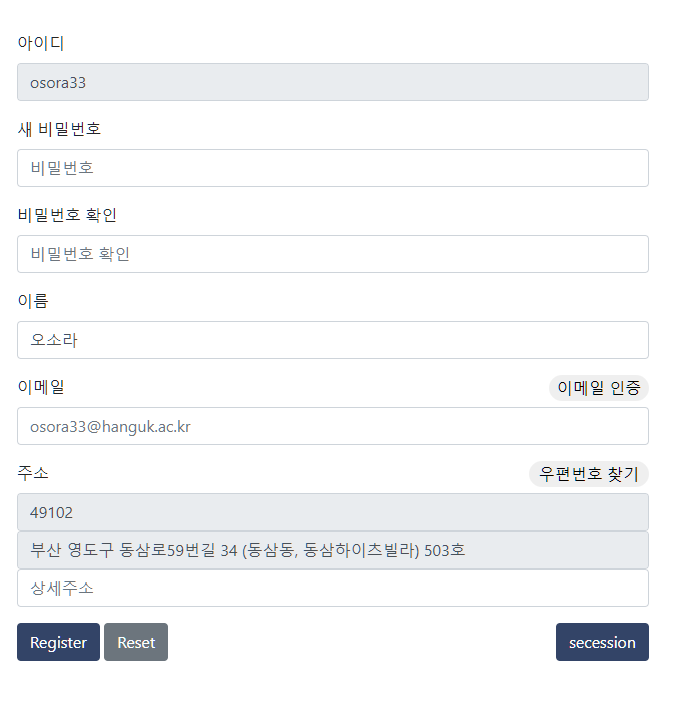 아이디
osora33
새 비밀번호
비밀번호
비밀번호 확인
비밀번호 확인
이름
오소라
이메일 이메일 인증
osora33@hanguk.ac.kr
주소 우편번호 찾기
49102
부산 영도구 동삼로59번길 34 (동삼동, 동삼하이츠빌라) 503호
상세주소
Register Reset secession